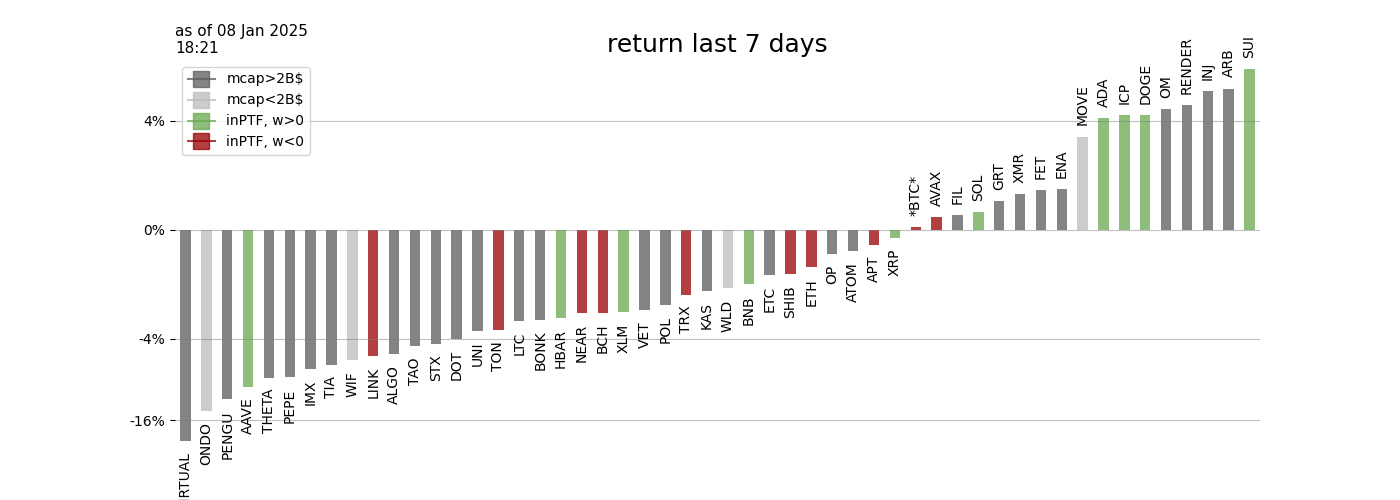 as of 08 Jan 2025
18:21
return last 7 days
mcap>2B$
mcap<2B$
inPTF, w>0
inPTF, w<0
4%
0%
-4%
-16%
RTUAL
ONDO
PENGU
AAVE
THETA
PEPE
IMX
TIA
WIF
LINK
ALGO
TAO
STX
DOT
UNI
TON
LTC
BONK
HBAR
NEAR
BCH
XLM
VET
POL
TRX
KAS
WLD
BNB
ETC
SHIB
ETH
OP
ATOM
APT
XRP
*BTC*
AVAX
FIL
SOL
GRT
XMR
FET
ENA
MOVE
ADA
ICP
DOGE
OM
RENDER
INJ
ARB
SUI